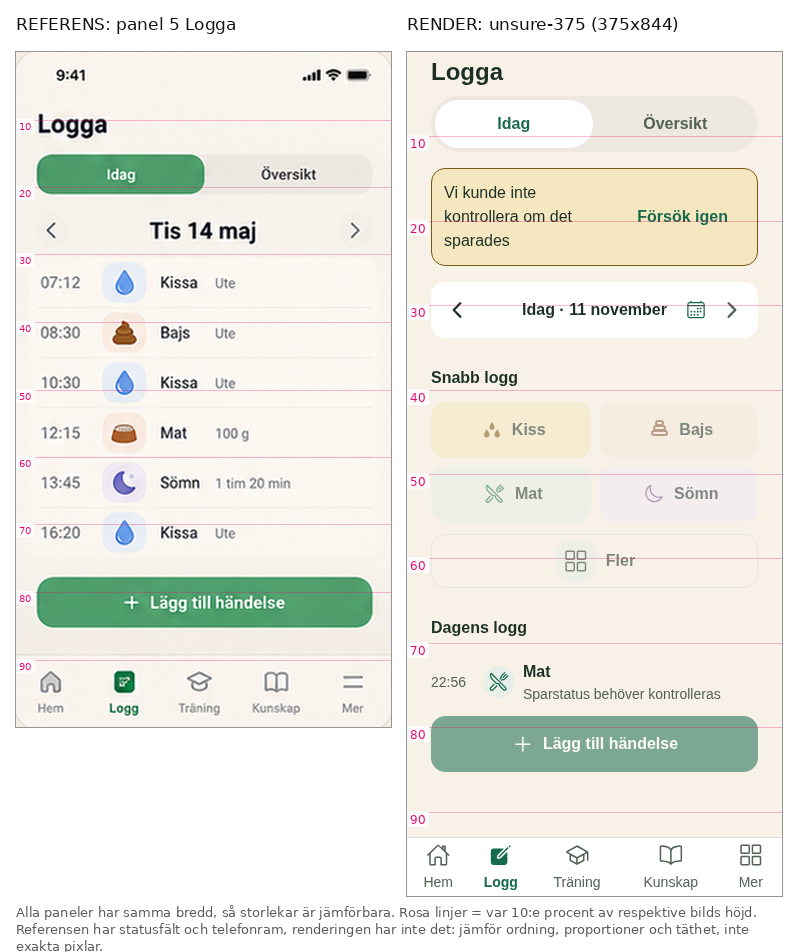 REFERENS: panel 5 Logga
9:41
Logga
10
Idag
Översikt
20
Tis 14 maj
30
07:12 Kissa Ute
40
08:30 Bajs Ute
10:30 Kissa Ute
50
12:15 Mat 100 g
60
13:45 Sömn 1 tim 20 min
70
16:20 Kissa Ute
80
+ Lägg till händelse
90
Hem Logg Träning Kunskap Mer
RENDER: unsure-375 (375x844)
Logga
Idag
Översikt
10
Vi kunde inte
kontrollera om det
sparades
Försök igen
20
30
Idag · 11 november
Snabb logg
40
Kiss
Bajs
50
Mat
Sömn
60
Fler
Dagens logg
70
22:56
Mat
Sparstatus behöver kontrolleras
80
+ Lägg till händelse
90
Hem Logg Träning Kunskap Mer
Alla paneler har samma bredd, så storlekar är jämförbara. Rosa linjer = var 10:e procent av respektive bilds höjd.
Referensen har statusfält och telefonram, renderingen har inte det: jämför ordning, proportioner och täthet, inte
exakta pixlar.